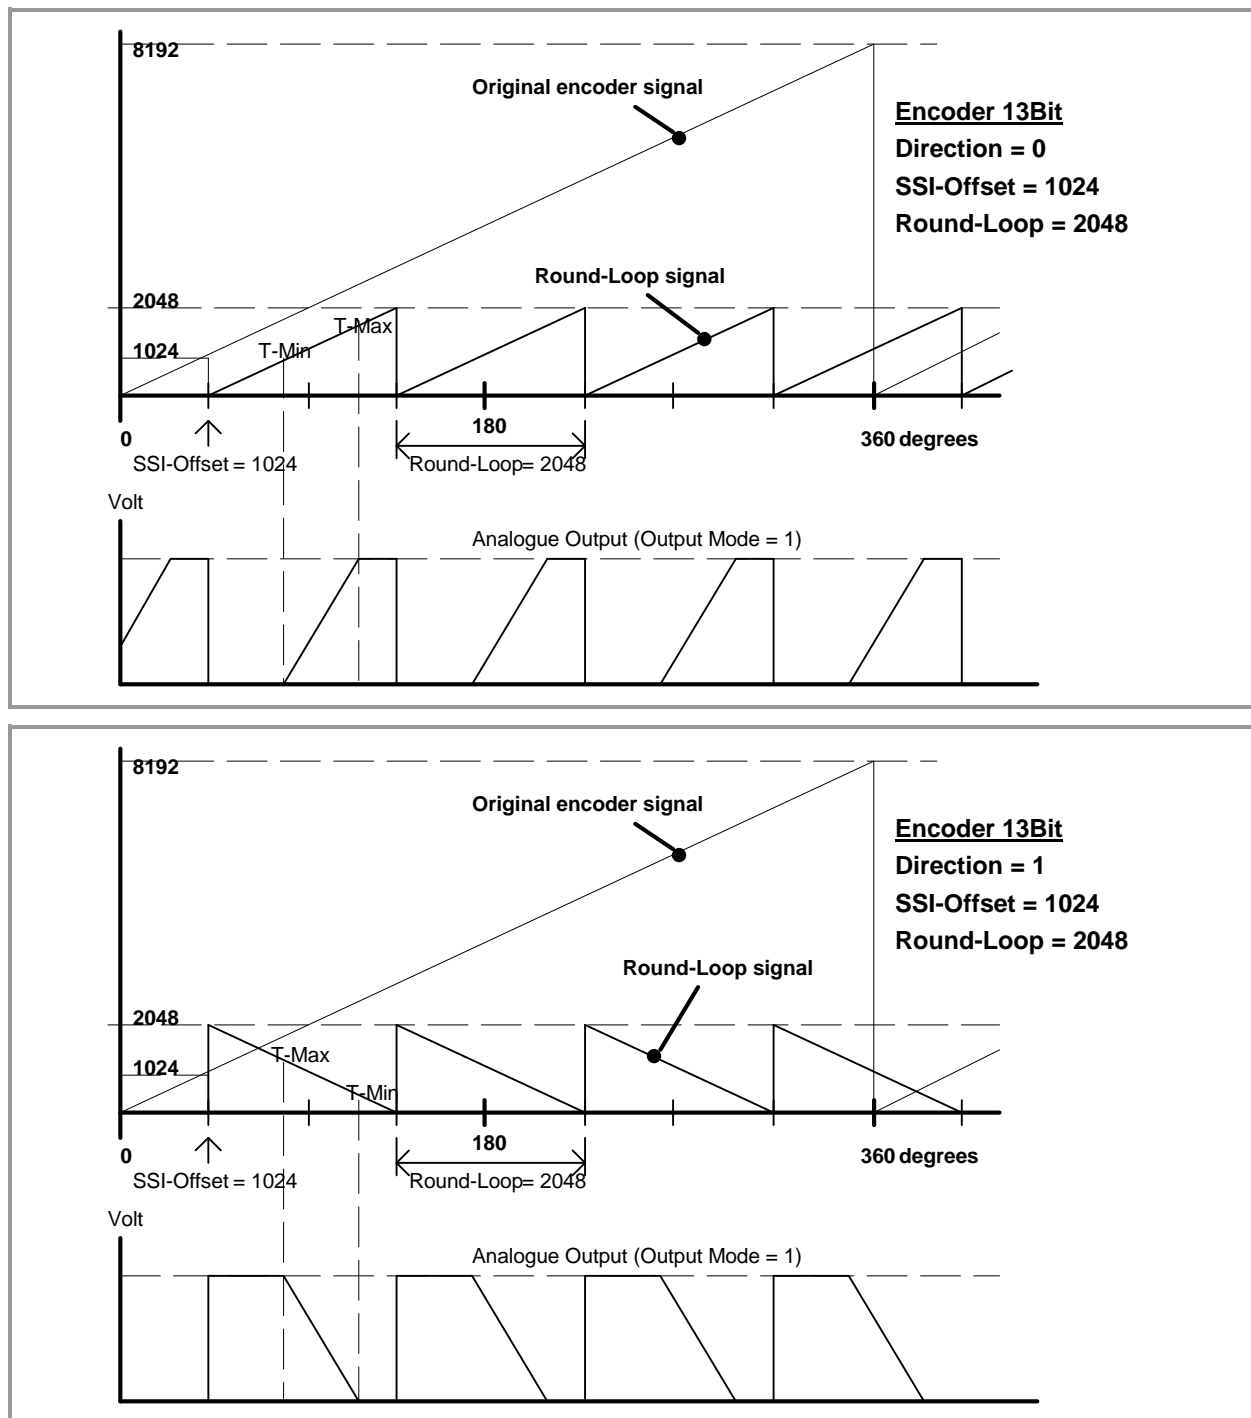 8192
Original encoder signal
Encoder 13Bit
Direction = 0
SSI-Offset = 1024
Round-Loop = 2048
Round-Loop signal
2048
T-Max
1024
T-Min
0
180
360 degrees
SSI-Offset = 1024
Round-Loop= 2048
Volt
Analogue Output (Output Mode = 1)
8192
Original encoder signal
Encoder 13Bit
Direction = 1
SSI-Offset = 1024
Round-Loop = 2048
Round-Loop signal
2048
T-Max
1024
T-Min
0
180
360 degrees
SSI-Offset = 1024
Round-Loop= 2048
Volt
Analogue Output (Output Mode = 1)